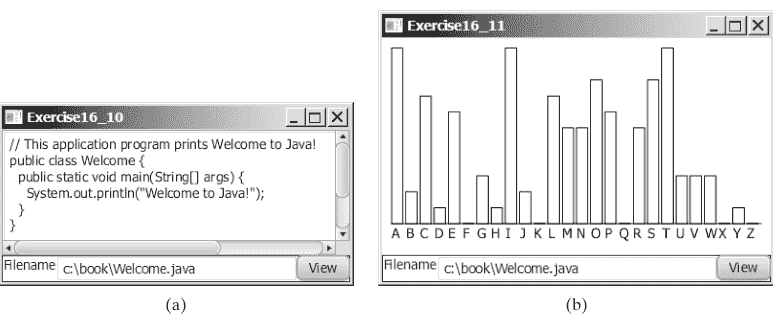 Exercise16_10
// This application program prints Welcome to Java!
public class Welcome {
public static void main(String[] args) {
System.out.println("Welcome to Java!");
}
}
Filename c:\book\Welcome.java View
(a)
Exercise16_11
A B C D E F G H I J K L M N O P Q R S T U V W X Y Z
Filename c:\book\Welcome.java View
(b)